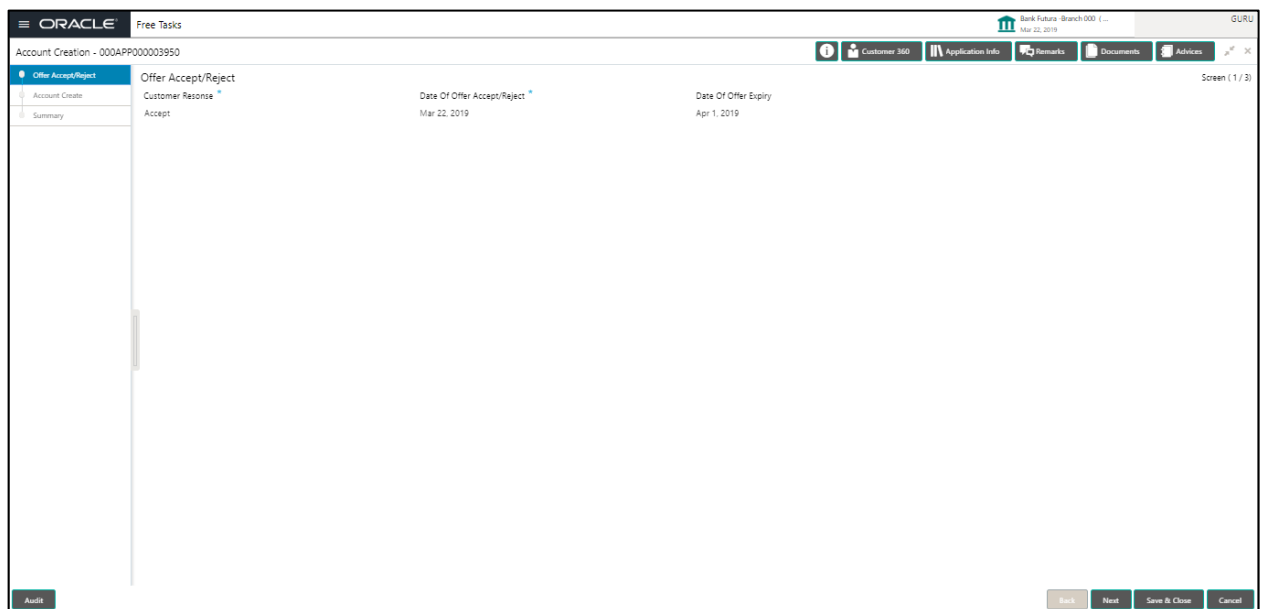 ORACLE Free Tasks Bank Futura -Branch 000 ( ... GURU
Mar 22, 2019
Account Creation - 000APP000003950 Customer 360 Application Info Remarks Documents Advices
Offer Accept/Reject
Account Create
Summary
Offer Accept/Reject Screen ( 1 / 3)
Customer Resonse * Date Of Offer Accept/Reject * Date Of Offer Expiry
Accept Mar 22, 2019 Apr 1, 2019
Audit Back Next Save & Close Cancel